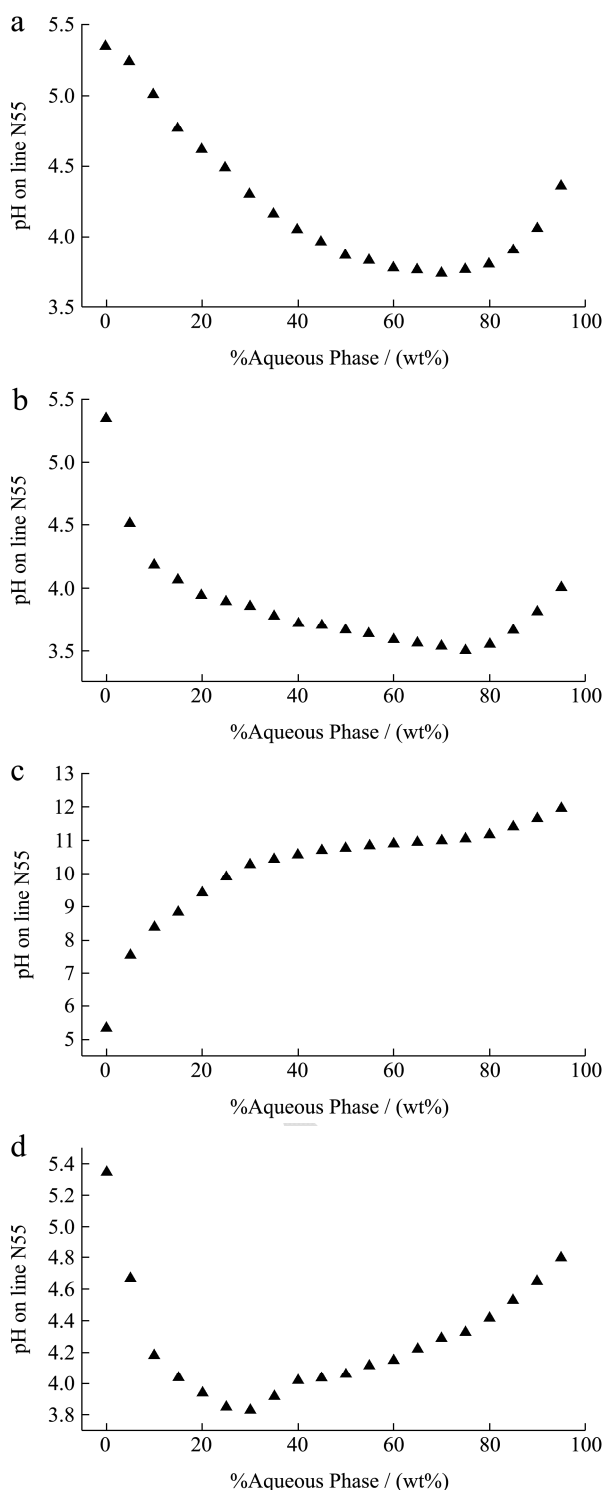 a
5.5
5.0
4.5
4.0
3.5
pH on line N55
0 20 40 60 80 100
%Aqueous Phase / (wt%)
b
5.5
5.0
4.5
4.0
3.5
pH on line N55
0 20 40 60 80 100
%Aqueous Phase / (wt%)
c
13
12
11
10
9
8
7
6
5
pH on line N55
0 20 40 60 80 100
%Aqueous Phase / (wt%)
d
5.4
5.2
5.0
4.8
4.6
4.4
4.2
4.0
3.8
pH on line N55
0 20 40 60 80 100
%Aqueous Phase / (wt%)